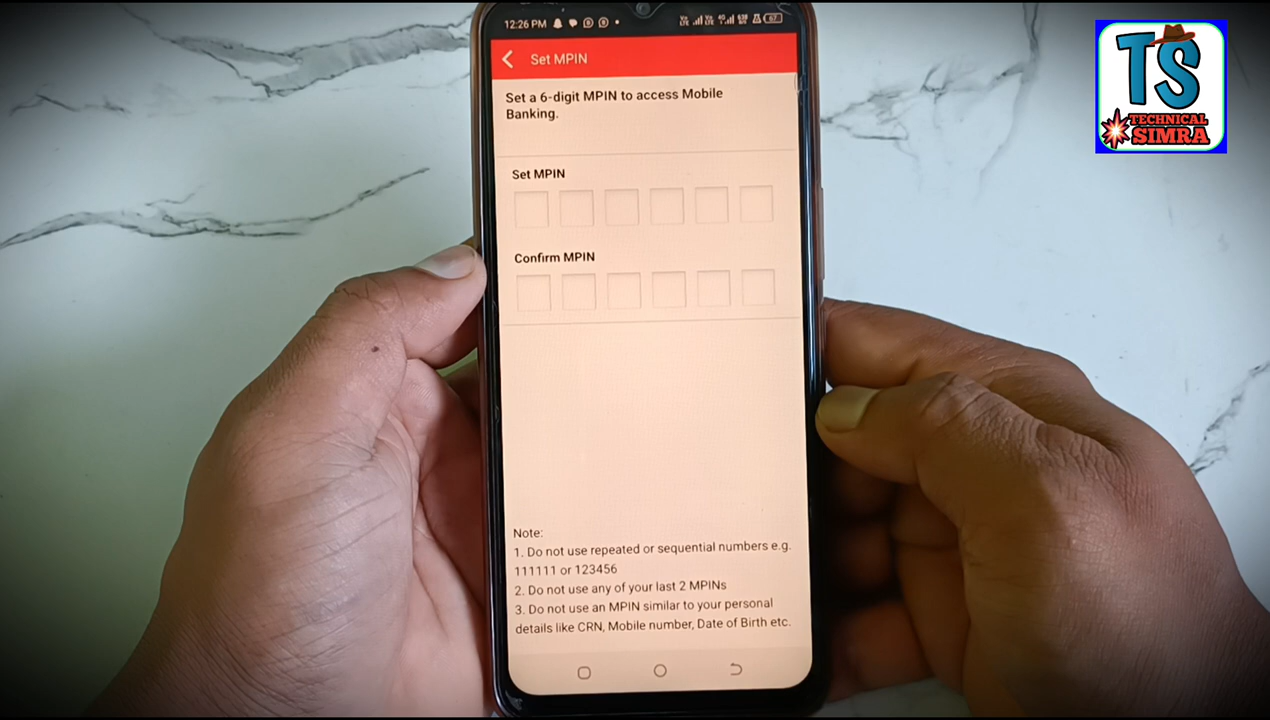 12:26 PM
Set MPIN
Set a 6-digit MPIN to access Mobile
Banking.
Set MPIN
Confirm MPIN
Note:
1. Do not use repeated or sequential numbers e.g.
111111 or 123456
2. Do not use any of your last 2 MPINs
3. Do not use an MPIN similar to your personal
details like CRN, Mobile number, Date of Birth etc.
TS
TECHNICAL
SIMRA